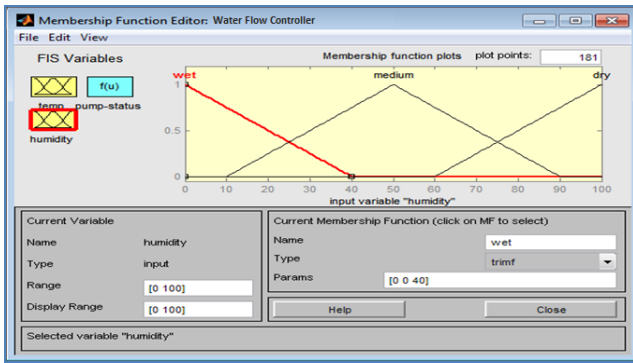 Membership Function Editor: Water Flow Controller
File Edit View
FIS Variables
Membership function plots plot points: 181
f(u)
temp pump-status
humidity
wet medium dry
1
0.5
0
0 10 20 30 40 50 60 70 80 90 100
input variable "humidity"
Current Variable
Name humidity
Type input
Range [0 100]
Display Range [0 100]
Current Membership Function (click on MF to select)
Name wet
Type trimf
Params [0 0 40]
Help Close
Selected variable "humidity"